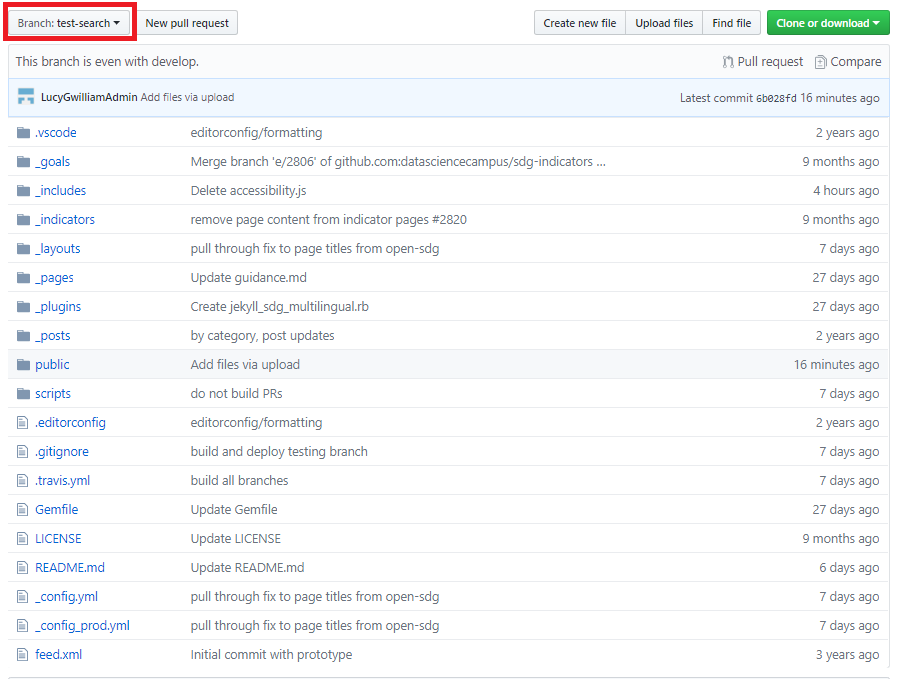 Branch: test-search New pull request Create new file Upload files Find file Clone or download
This branch is even with develop. Pull request Compare
LucyGwilliamAdmin Add files via upload Latest commit 6b028fd 16 minutes ago
.vscode editorconfig/formatting 2 years ago
_goals Merge branch 'e/2806' of github.com:datasciencecampus/sdg-indicators ... 9 months ago
_includes Delete accessibility.js 4 hours ago
_indicators remove page content from indicator pages #2820 9 months ago
_layouts pull through fix to page titles from open-sdg 7 days ago
_pages Update guidance.md 27 days ago
_plugins Create jekyll_sdg_multilingual.rb 27 days ago
_posts by category, post updates 2 years ago
public Add files via upload 16 minutes ago
scripts do not build PRs 7 days ago
.editorconfig editorconfig/formatting 2 years ago
.gitignore build and deploy testing branch 7 days ago
.travis.yml build all branches 7 days ago
Gemfile Update Gemfile 27 days ago
LICENSE Update LICENSE 9 months ago
README.md Update README.md 6 days ago
_config.yml pull through fix to page titles from open-sdg 7 days ago
_config_prod.yml pull through fix to page titles from open-sdg 7 days ago
feed.xml Initial commit with prototype 3 years ago